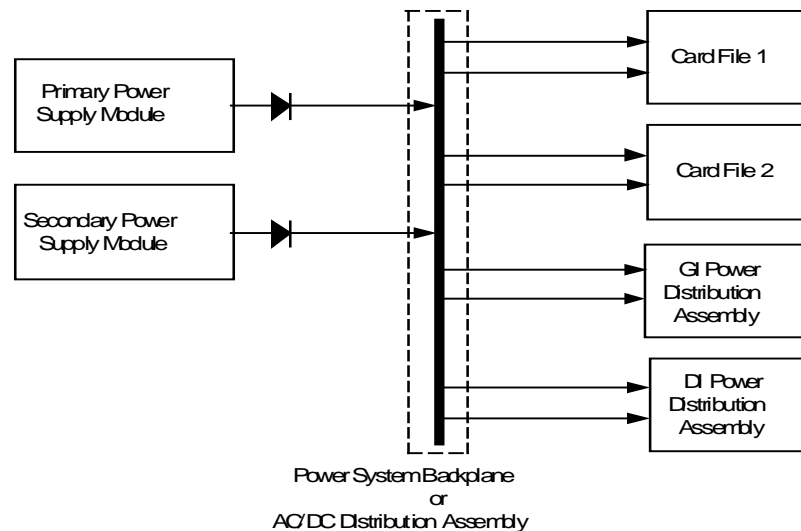 Primary Power
Supply Module
Secondary Power
Supply Module
Card File 1
Card File 2
GI Power
Distribution
Assembly
DI Power
Distribution
Assembly
Power System Backplane
or
AC/DC Distribution Assembly